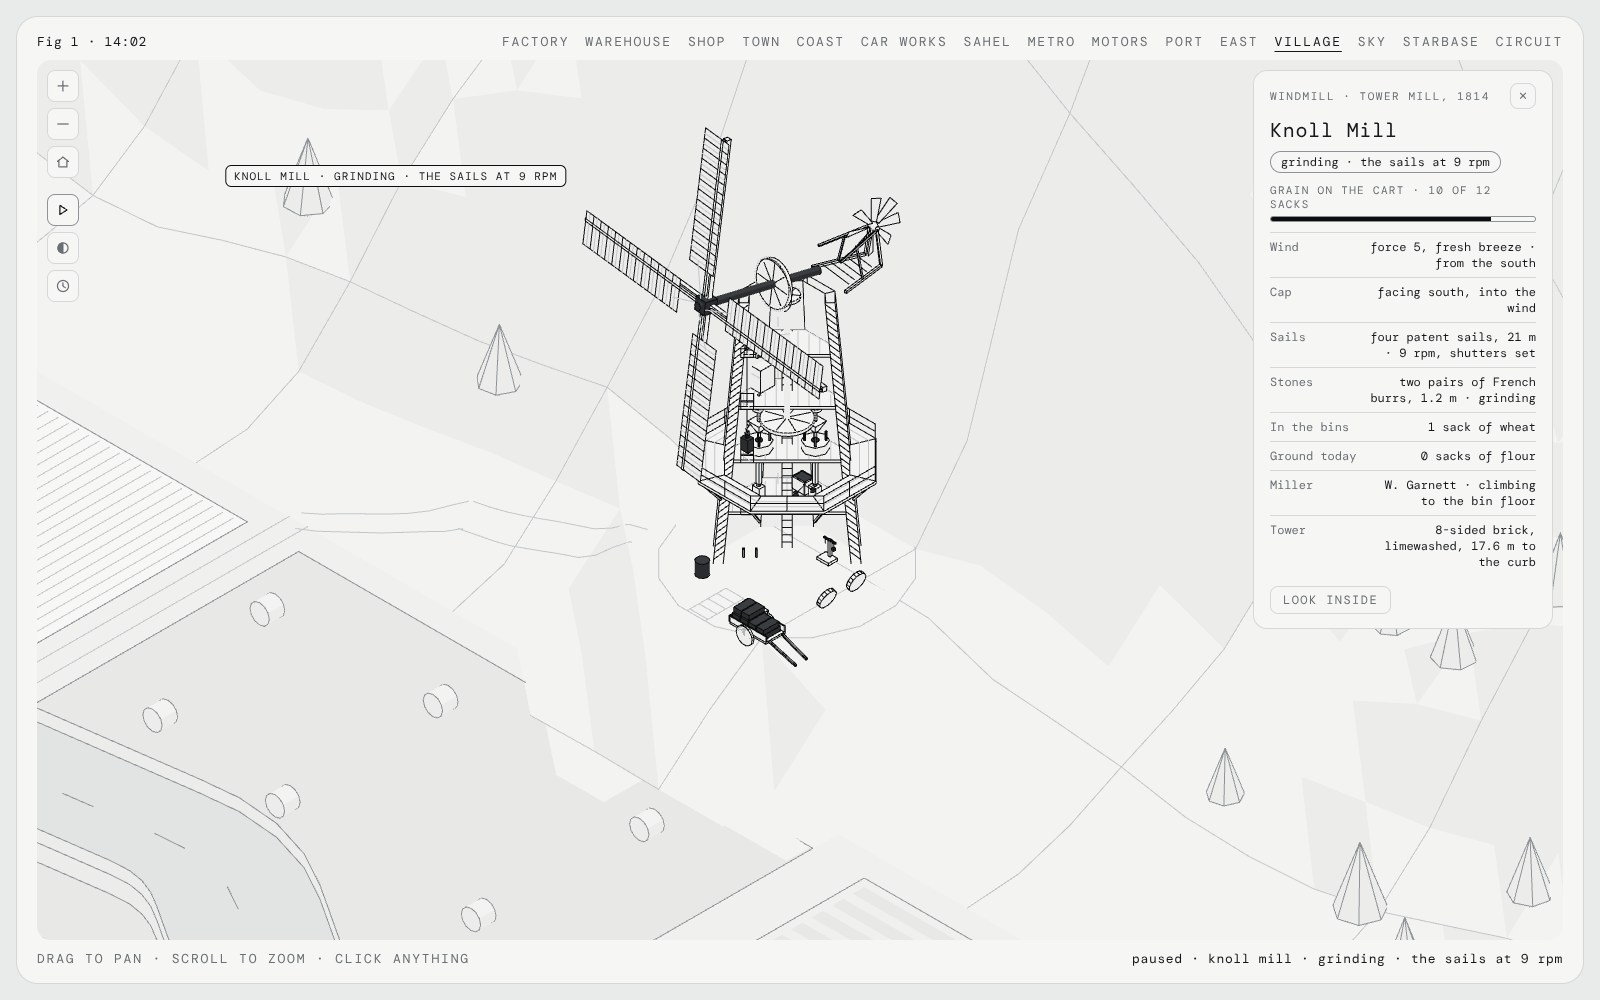 Fig 1 · 14:02
FACTORY WAREHOUSE SHOP TOWN COAST CAR WORKS SAHEL METRO MOTORS PORT EAST VILLAGE SKY STARBASE CIRCUIT
KNOLL MILL · GRINDING · THE SAILS AT 9 RPM
WINDMILL · TOWER MILL, 1814
Knoll Mill
grinding · the sails at 9 rpm
GRAIN ON THE CART · 10 OF 12
SACKS
Wind force 5, fresh breeze ·
from the south
Cap facing south, into the
wind
Sails four patent sails, 21 m
· 9 rpm, shutters set
Stones two pairs of French
burrs, 1.2 m · grinding
In the bins 1 sack of wheat
Ground today 0 sacks of flour
Miller W. Garnett · climbing
to the bin floor
Tower 8-sided brick,
limewashed, 17.6 m to
the curb
LOOK INSIDE
DRAG TO PAN · SCROLL TO ZOOM · CLICK ANYTHING
paused · knoll mill · grinding · the sails at 9 rpm